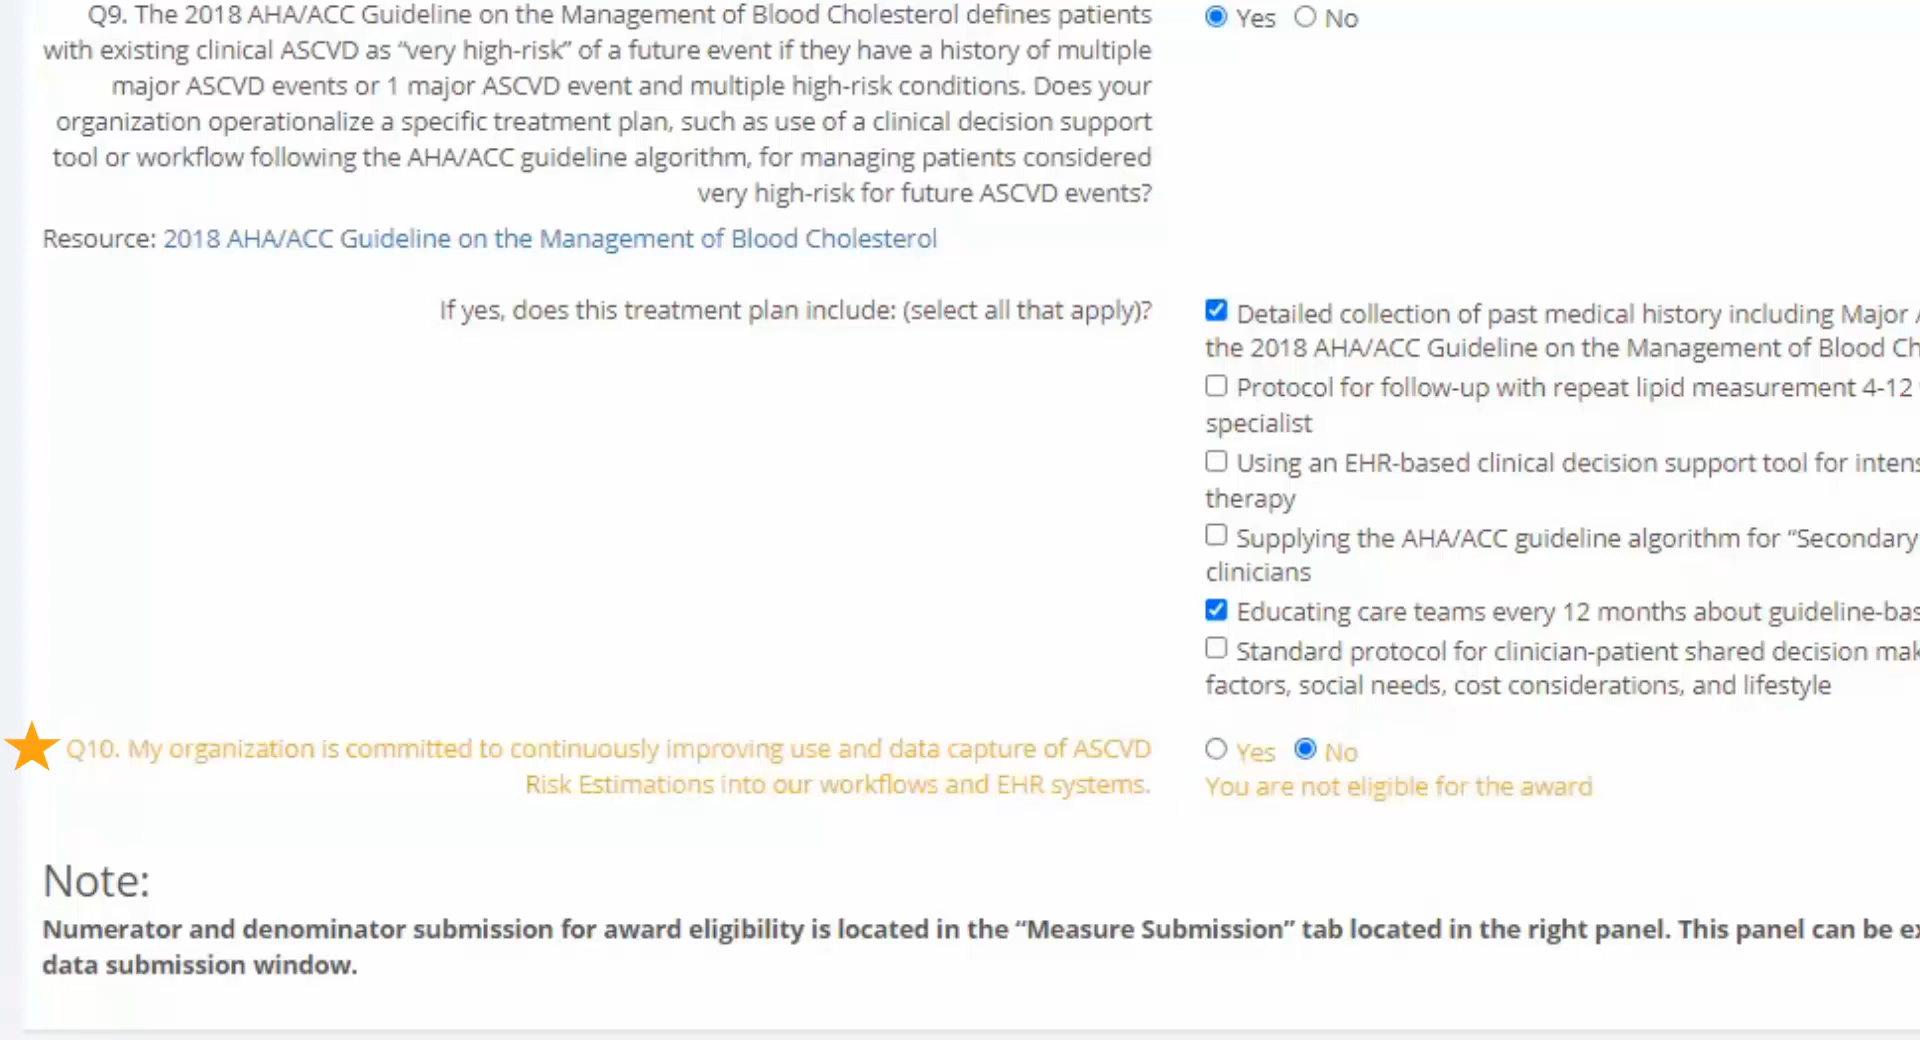 Q9. The 2018 AHA/ACC Guideline on the Management of Blood Cholesterol defines patients
with existing clinical ASCVD as “very high-risk” of a future event if they have a history of multiple
major ASCVD events or 1 major ASCVD event and multiple high-risk conditions. Does your
organization operationalize a specific treatment plan, such as use of a clinical decision support
tool or workflow following the AHA/ACC guideline algorithm, for managing patients considered
very high-risk for future ASCVD events?
Yes No
Resource: 2018 AHA/ACC Guideline on the Management of Blood Cholesterol
If yes, does this treatment plan include: (select all that apply)?
Detailed collection of past medical history including Major
the 2018 AHA/ACC Guideline on the Management of Blood Ch
Protocol for follow-up with repeat lipid measurement 4-12
specialist
Using an EHR-based clinical decision support tool for intens
therapy
Supplying the AHA/ACC guideline algorithm for “Secondary
clinicians
Educating care teams every 12 months about guideline-bas
Standard protocol for clinician-patient shared decision mak
factors, social needs, cost considerations, and lifestyle
Q10. My organization is committed to continuously improving use and data capture of ASCVD
Risk Estimations into our workflows and EHR systems.
Yes No
You are not eligible for the award
Note:
Numerator and denominator submission for award eligibility is located in the “Measure Submission” tab located in the right panel. This panel can be ex
data submission window.